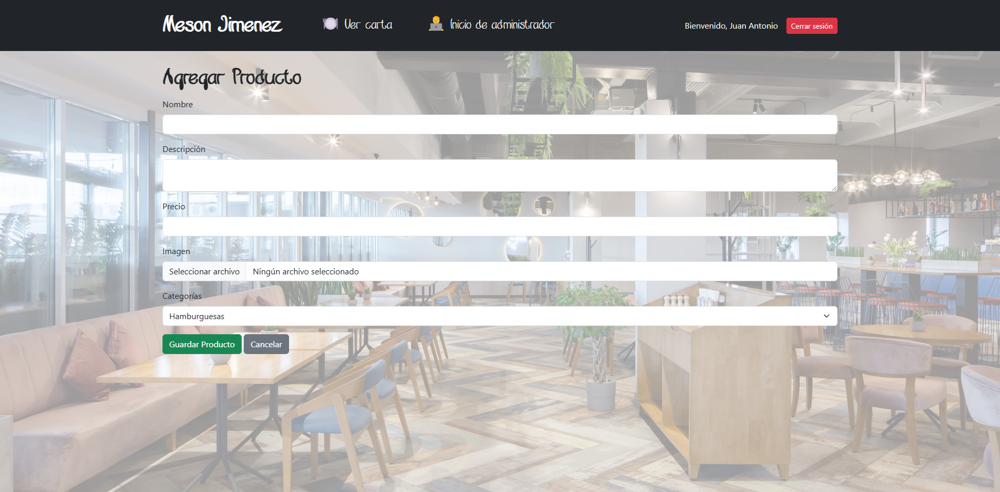 Meson Jimenez
Ver carta
Inicio de administrador
Bienvenido, Juan Antonio
Cerrar sesión
Agregar Producto
Nombre
Descripción
Precio
Imagen
Seleccionar archivo
Ningún archivo seleccionado
Categorías
Hamburguesas
Guardar Producto
Cancelar